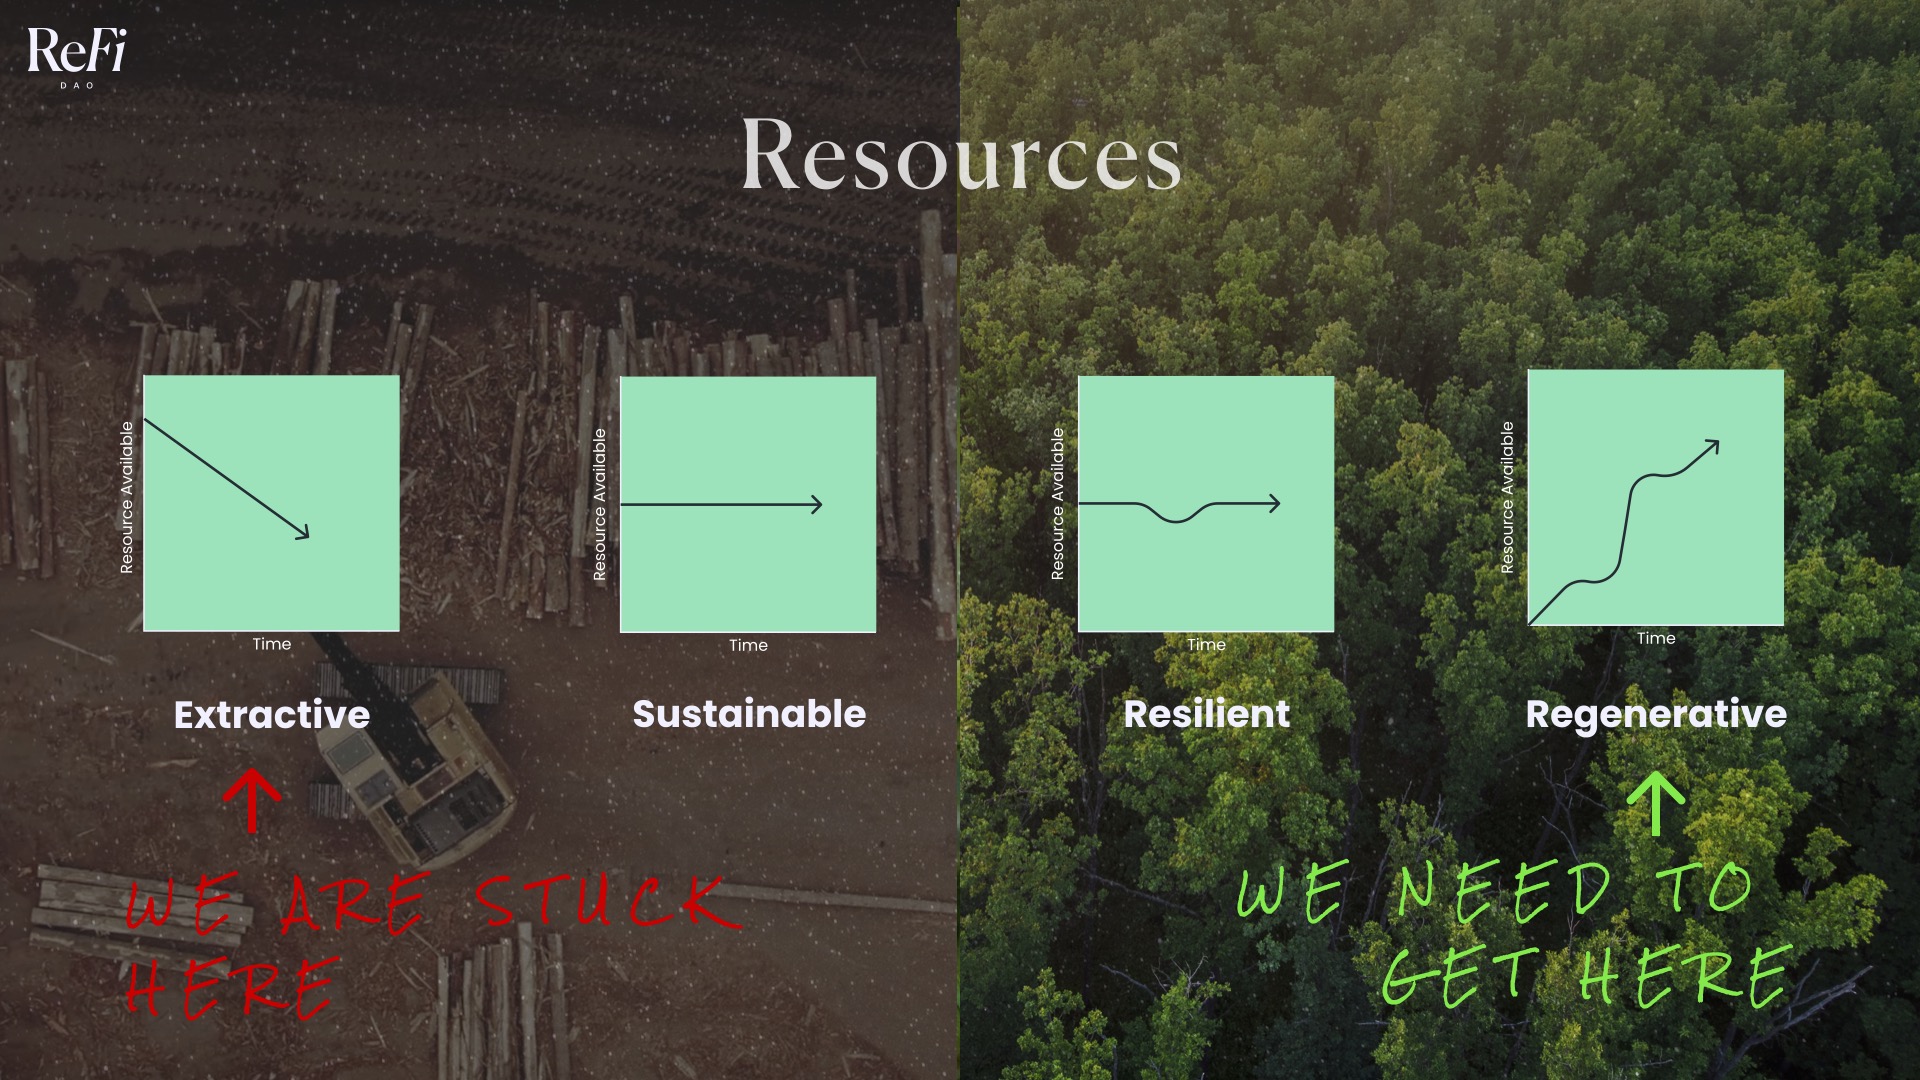 ReFi
DAO
Resources
Resource Available
Time
Extractive
Resource Available
Time
Sustainable
Resource Available
Time
Resilient
Resource Available
Time
Regenerative
WE ARE STUCK
HERE
WE NEED TO
GET HERE